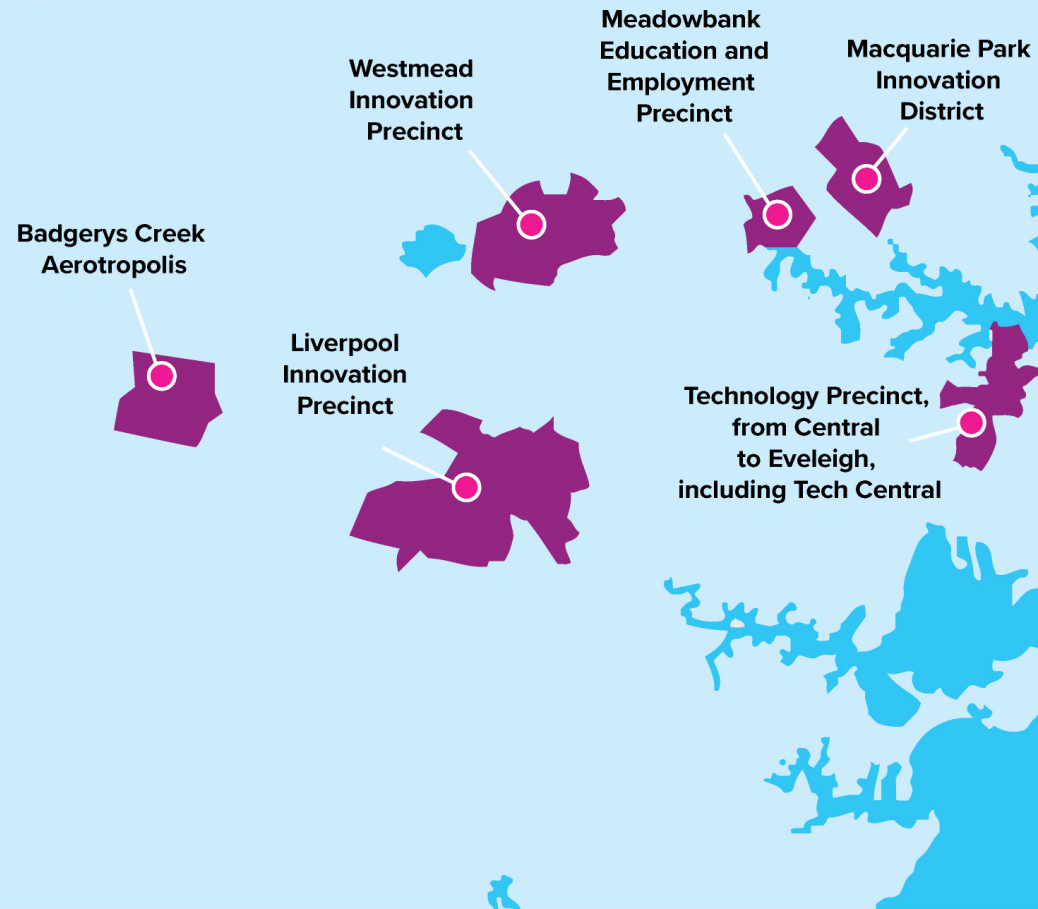 Meadowbank
Education and
Employment
Precinct
Macquarie Park
Innovation
District
Westmead
Innovation
Precinct
Badgerys Creek
Aerotropolis
Liverpool
Innovation
Precinct
Technology Precinct,
from Central
to Eveleigh,
including Tech Central